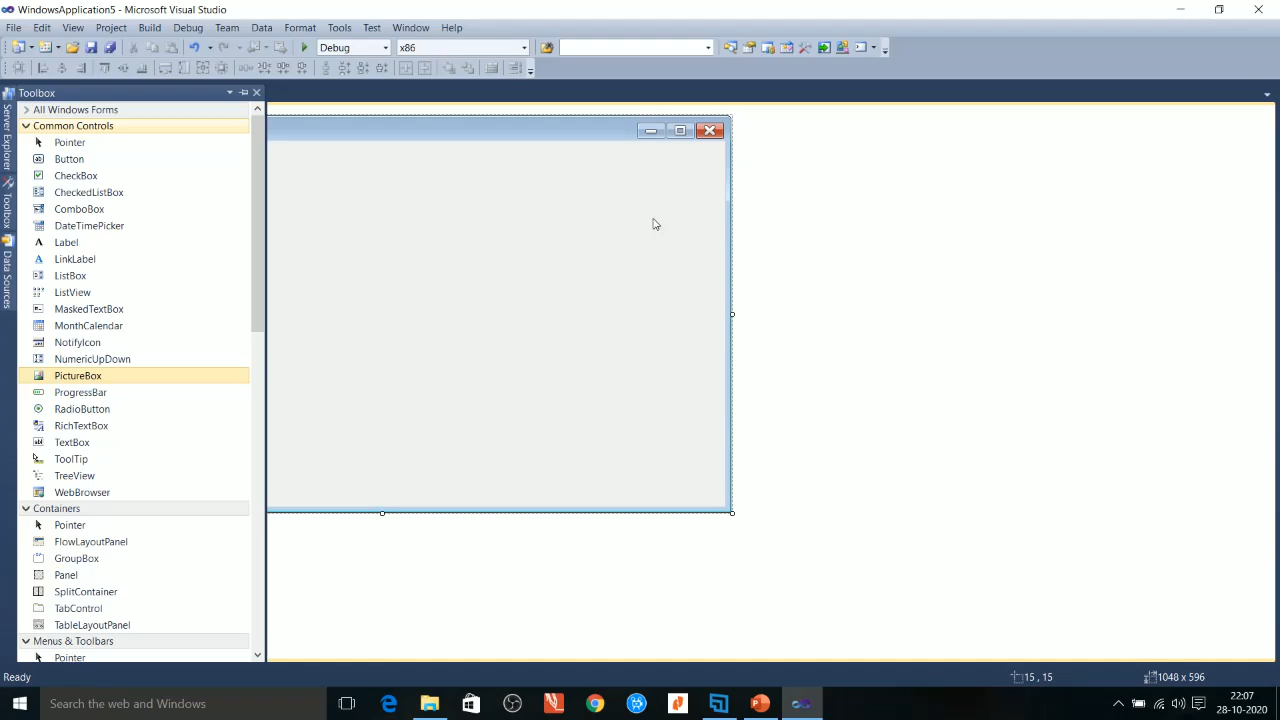 WindowsApplication5 - Microsoft Visual Studio
File Edit View Project Build Debug Team Data Format Tools Test Window Help
Debug x86
Toolbox
All Windows Forms
Common Controls
Pointer
Button
CheckBox
CheckedListBox
ComboBox
DateTimePicker
Label
LinkLabel
ListBox
ListView
MaskedTextBox
MonthCalendar
NotifyIcon
NumericUpDown
PictureBox
ProgressBar
RadioButton
RichTextBox
TextBox
ToolTip
TreeView
WebBrowser
Containers
Pointer
FlowLayoutPanel
GroupBox
Panel
SplitContainer
TabControl
TableLayoutPanel
Menus & Toolbars
Pointer
Server Explorer
Toolbox
Data Sources
Ready 15 , 15 1048 x 596
Search the web and Windows
22:07
28-10-2020